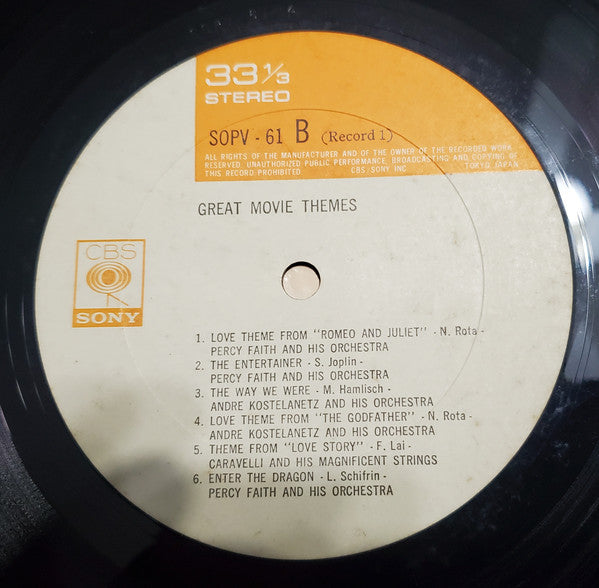 33 1/3
STEREO
SOPV - 61 B (Record 1)
ALL RIGHTS OF THE MANUFACTURER AND OF THE OWNER OF THE RECORDED WORK
RESERVED. UNAUTHORIZED PUBLIC PERFORMANCE, BROADCASTING AND COPYING OF
THIS RECORD PROHIBITED CBS SONY INC. TOKYO JAPAN
GREAT MOVIE THEMES
CBS
SONY
1. LOVE THEME FROM "ROMEO AND JULIET" - N. Rota -
PERCY FAITH AND HIS ORCHESTRA
2. THE ENTERTAINER - S. Joplin -
PERCY FAITH AND HIS ORCHESTRA
3. THE WAY WE WERE - M. Hamlisch -
ANDRE KOSTELANETZ AND HIS ORCHESTRA
4. LOVE THEME FROM "THE GODFATHER" - N. Rota -
ANDRE KOSTELANETZ AND HIS ORCHESTRA
5. THEME FROM "LOVE STORY" - F. Lai -
CARAVELLI AND HIS MAGNIFICENT STRINGS
6. ENTER THE DRAGON - L. Schifrin -
PERCY FAITH AND HIS ORCHESTRA